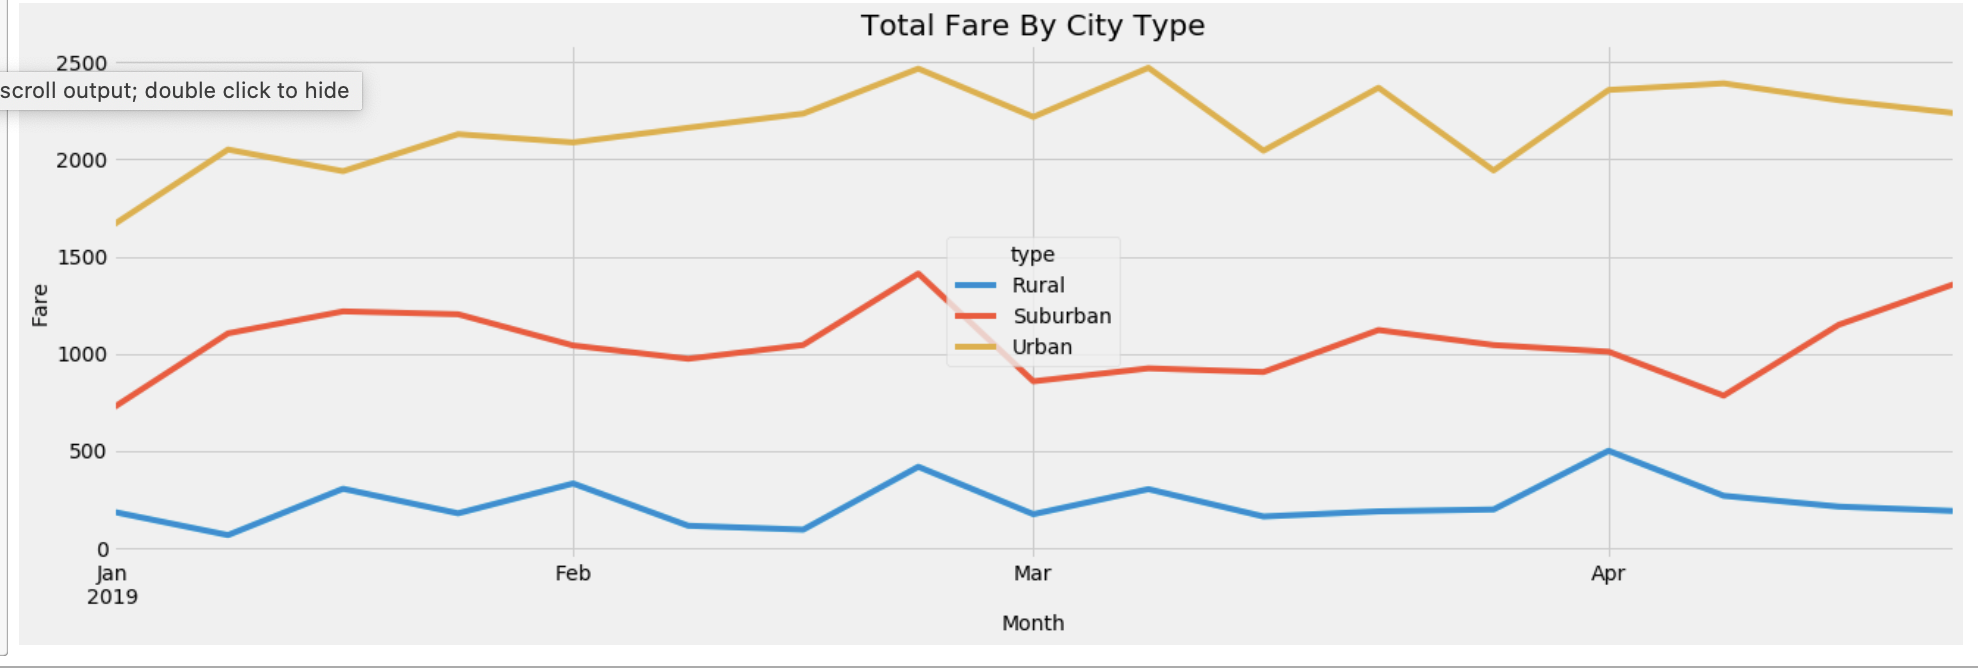 Total Fare By City Type
2500
scroll output; double click to hide
2000
1500
1000
500
0
Fare
type
Rural
Suburban
Urban
Jan
2019
Feb
Mar
Apr
Month